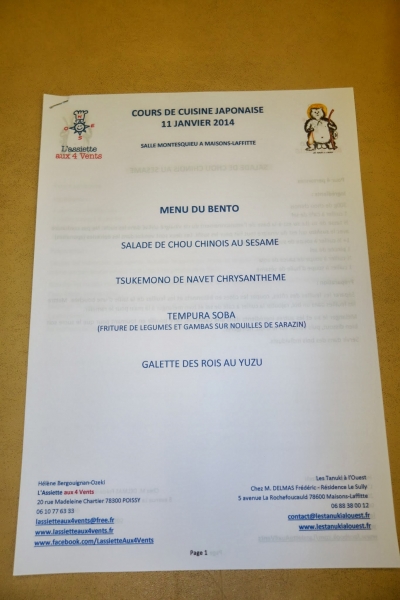 COURS DE CUISINE JAPONAISE
11 JANVIER 2014
SALLE MONTESQUIEU A MAISONS-LAFFITTE
L'assiette
aux 4 Vents
MENU DU BENTO
SALADE DE CHOU CHINOIS AU SESAME
TSUKEMONO DE NAVET CHRYSANTHEME
TEMPURA SOBA
(FRITURE DE LEGUMES ET GAMBAS SUR NOUILLES DE SARAZIN)
GALETTE DES ROIS AU YUZU
Hélène Bergouignan-Ozeki
L'Assiette aux 4 Vents
20 rue Madeleine Chartier 78300 POISSY
06 10 77 63 33
lassietteaux4vents@free.fr
www.lassietteaux4vents.fr
www.facebook.com/LassietteAux4Vents
Les Tanuki à l'Ouest
Chez M. DELMAS Frédéric - Résidence Le Sully
5 avenue La Rochefoucauld 78600 Maisons-Laffitte
06 88 38 00 12
contact@lestanukialouest.fr
www.lestanukialouest.fr
Page 1